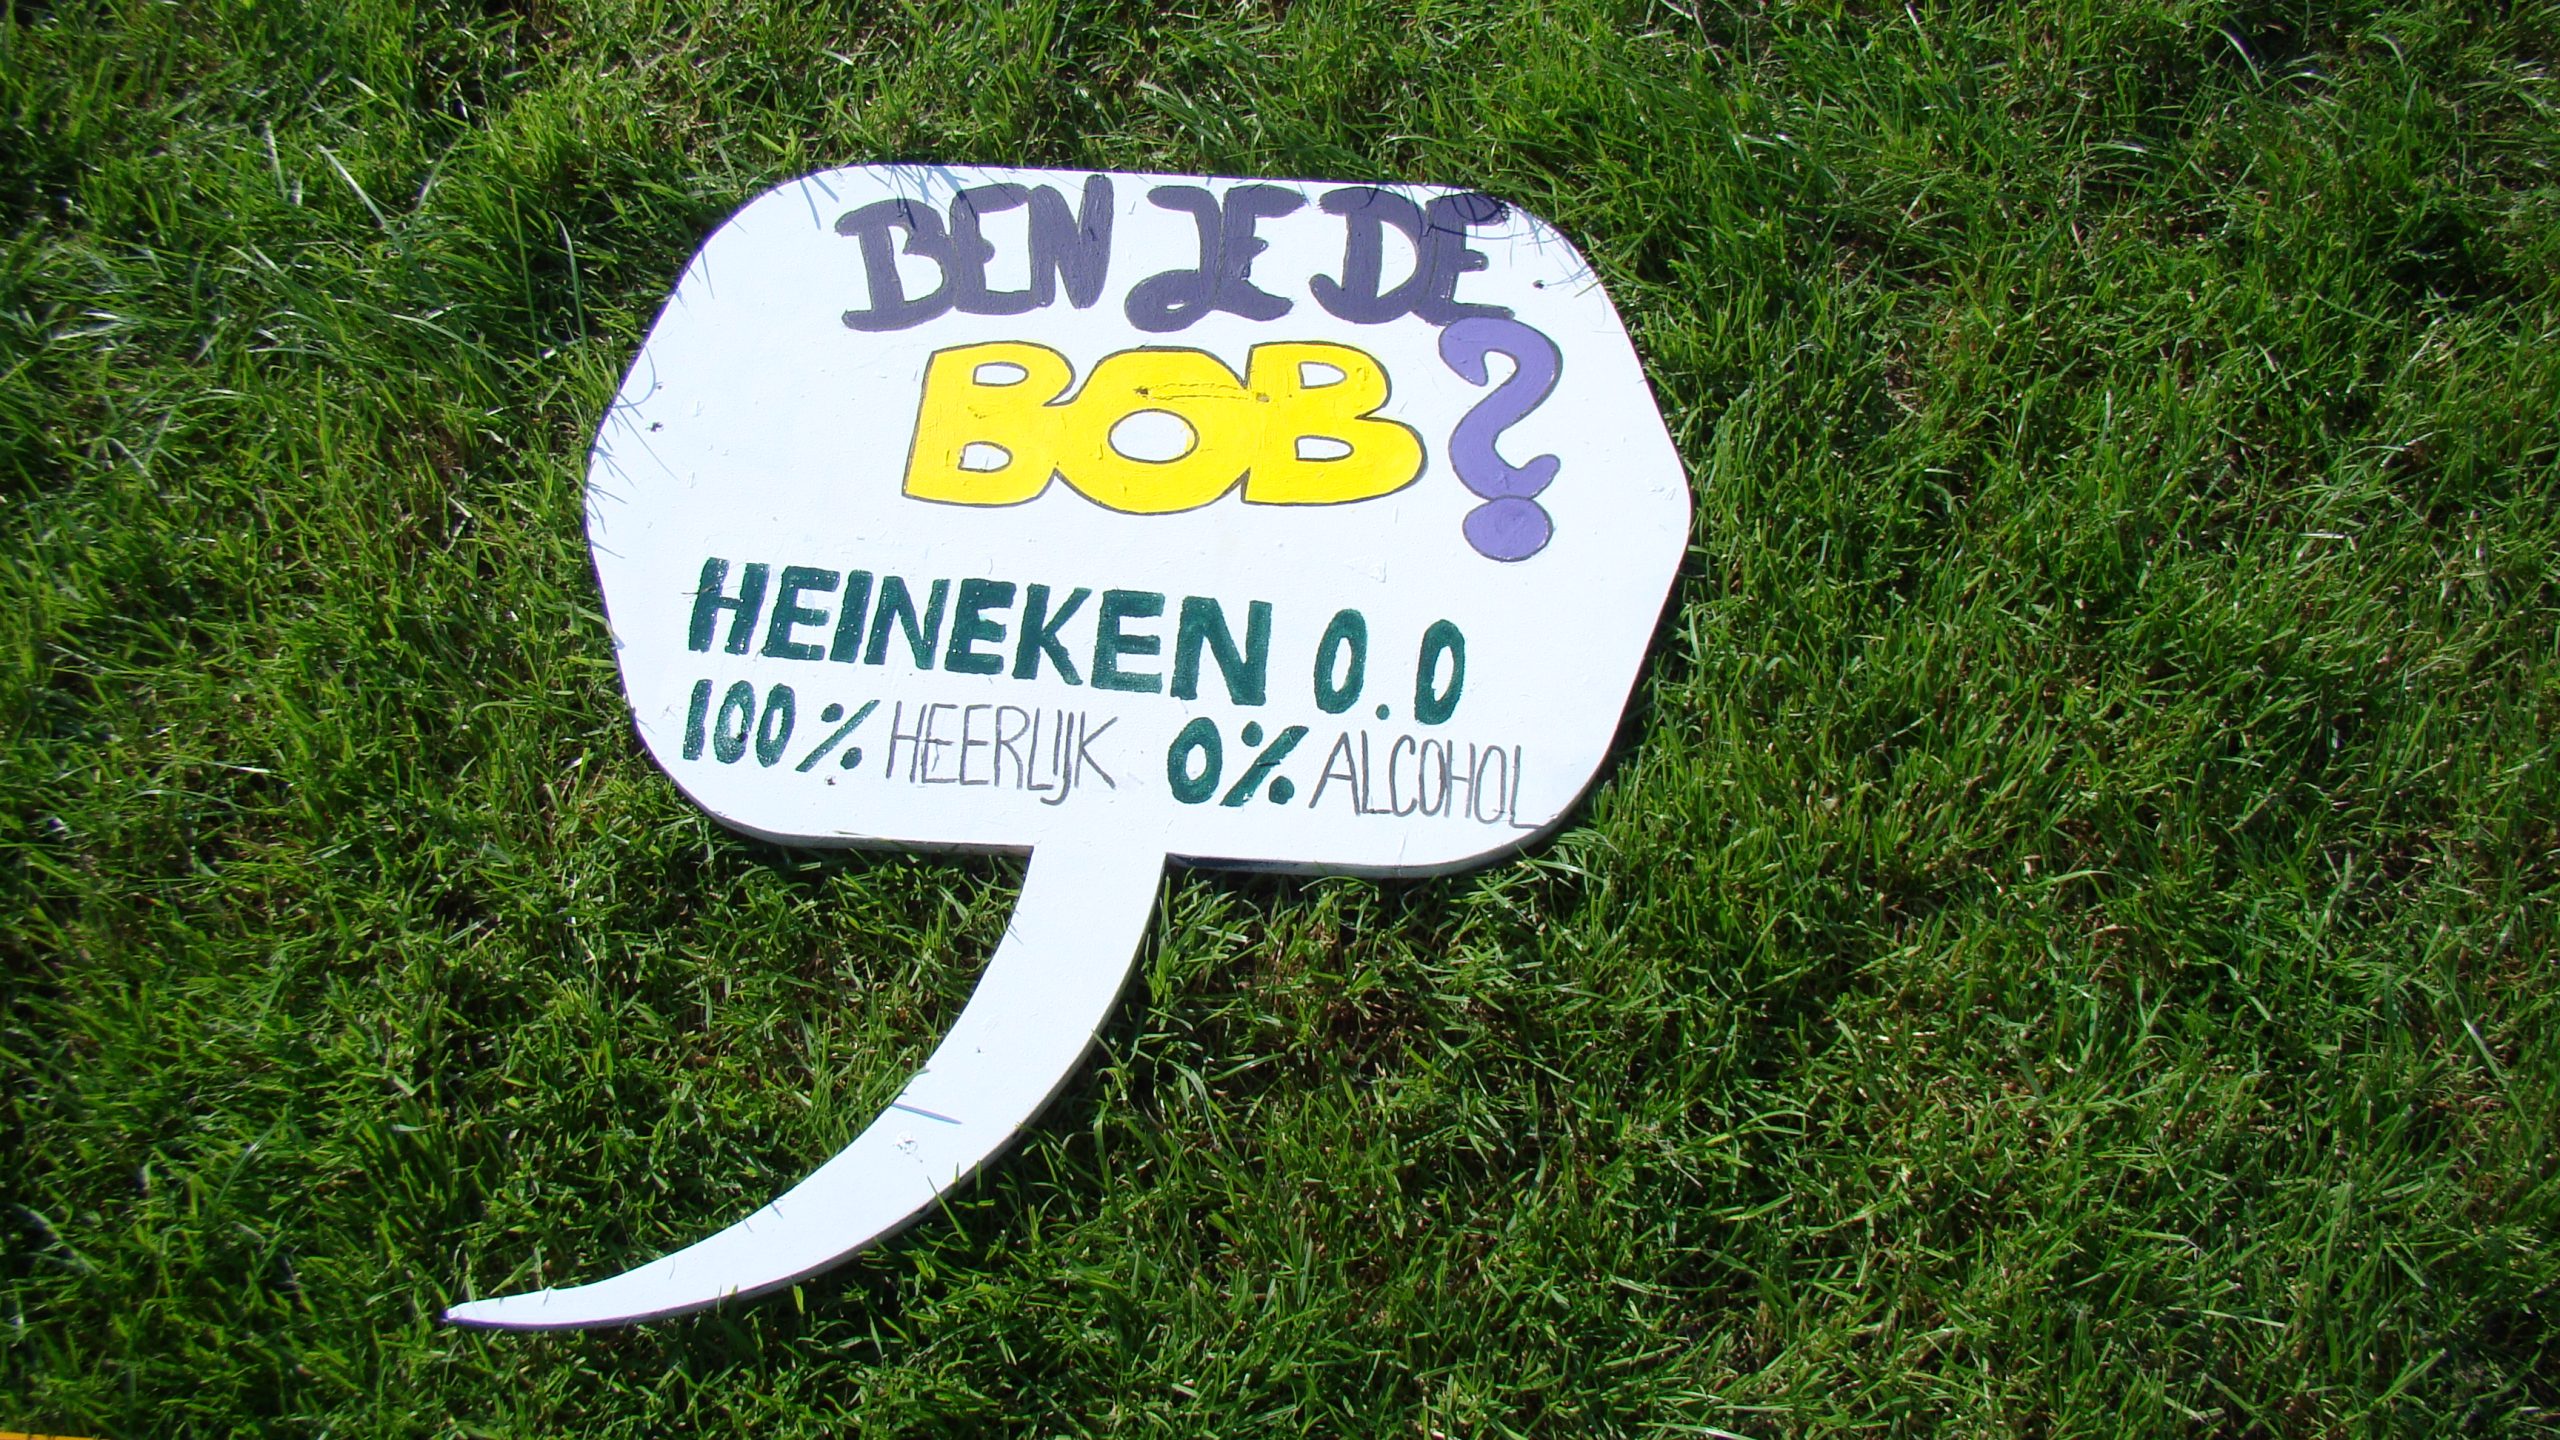 BEN JE DE
BOB?
HEINEKEN 0.0
100% HEERLIJK 0% ALCOHOL